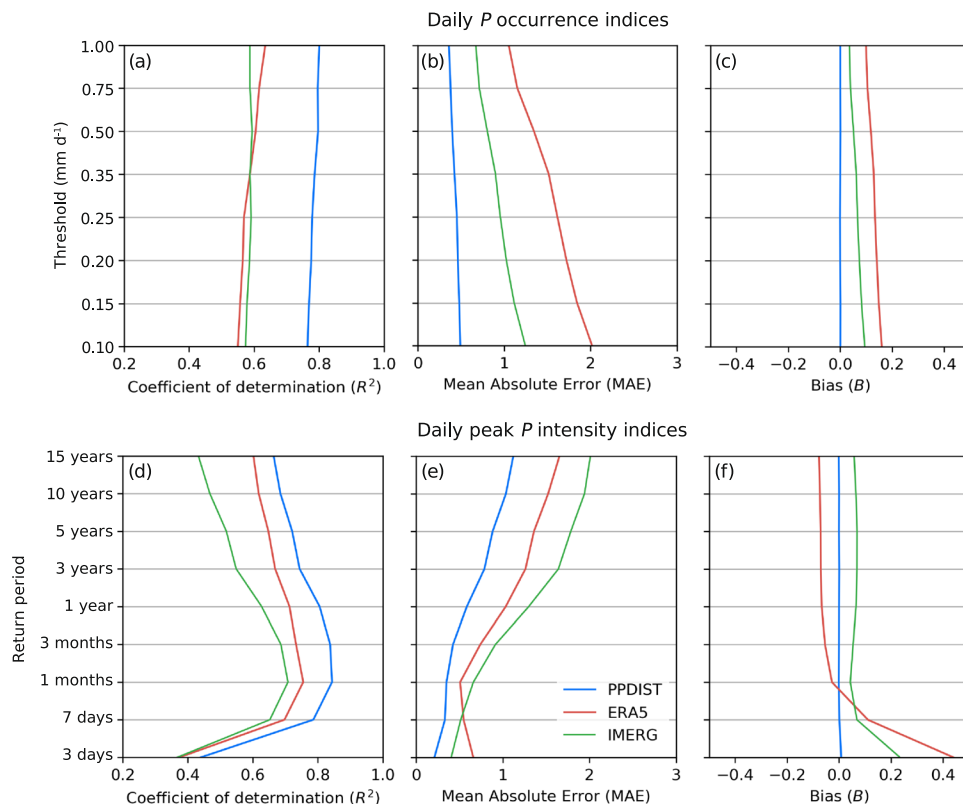 Daily P occurrence indices
(a)
(b)
(c)
Threshold (mm d⁻¹)
1.00
0.75
0.50
0.35
0.25
0.20
0.15
0.10
0.2 0.4 0.6 0.8 1.0
0 1 2 3
−0.4 −0.2 0.0 0.2 0.4
Coefficient of determination (R²)
Mean Absolute Error (MAE)
Bias (B)
Daily peak P intensity indices
(d)
(e)
(f)
Return period
15 years
10 years
5 years
3 years
1 year
3 months
1 months
7 days
3 days
PPDIST
ERA5
IMERG
0.2 0.4 0.6 0.8 1.0
0 1 2 3
−0.4 −0.2 0.0 0.2 0.4
Coefficient of determination (R²)
Mean Absolute Error (MAE)
Bias (B)